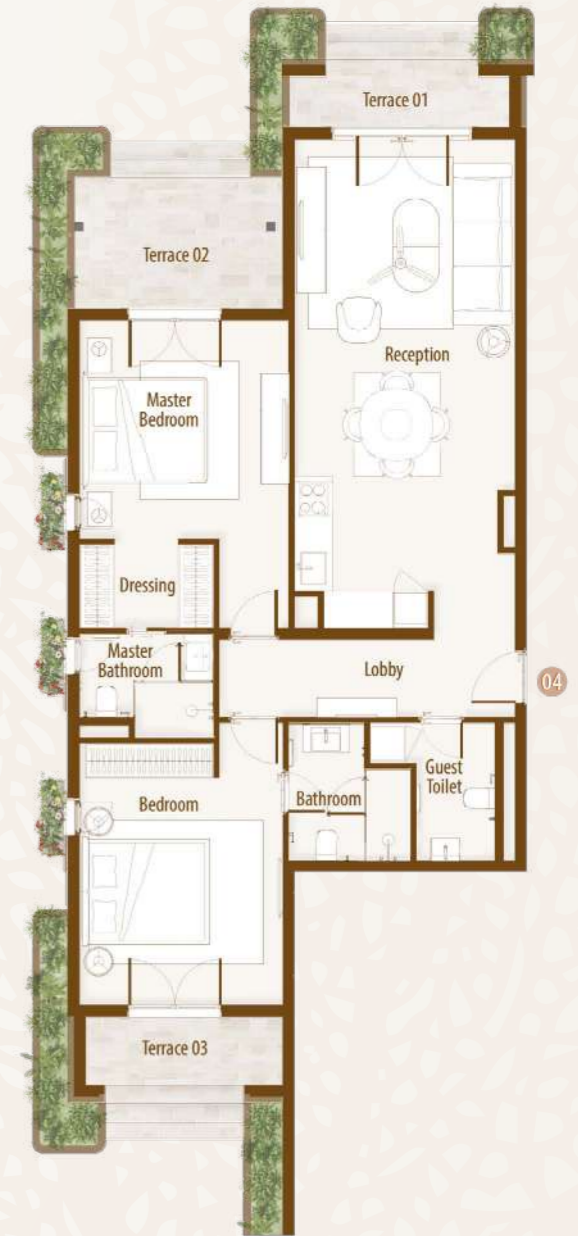 Terrace 01
Terrace 02
Reception
Master
Bedroom
Dressing
Master
Bathroom
Lobby
04
Guest
Toilet
Bathroom
Bedroom
Terrace 03